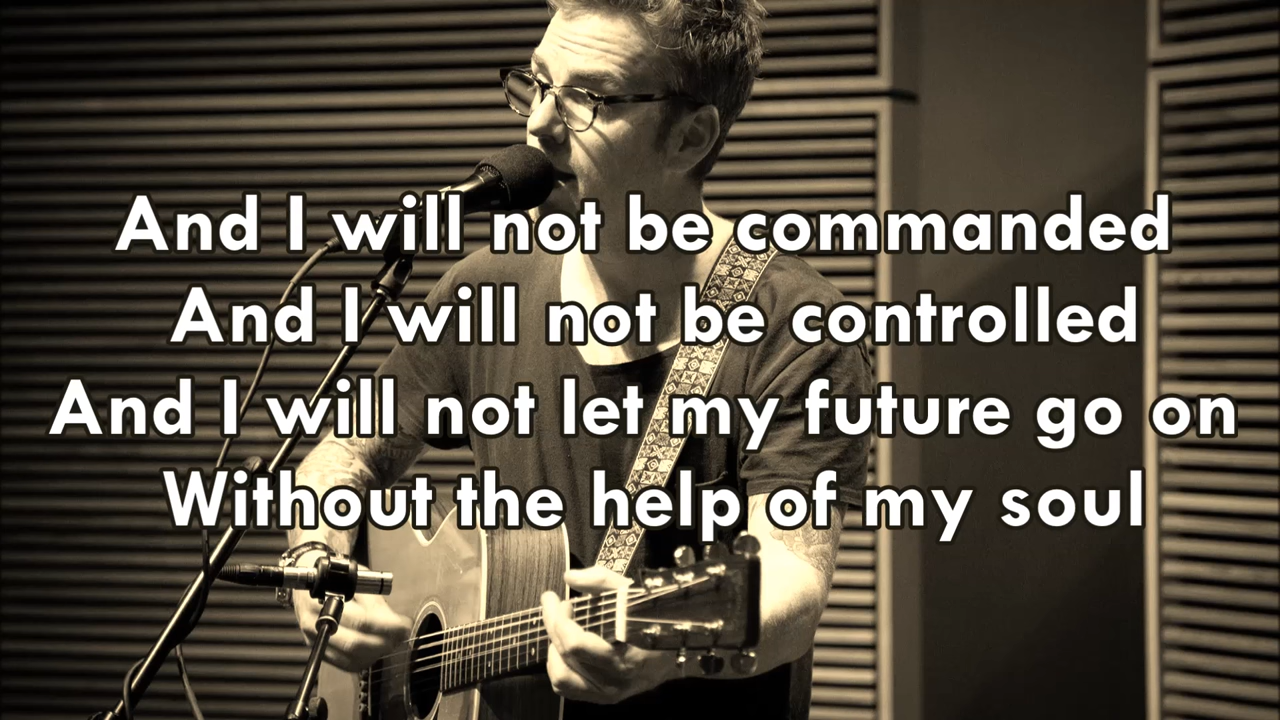 And I will not be commanded
And I will not be controlled
And I will not let my future go on
Without the help of my soul